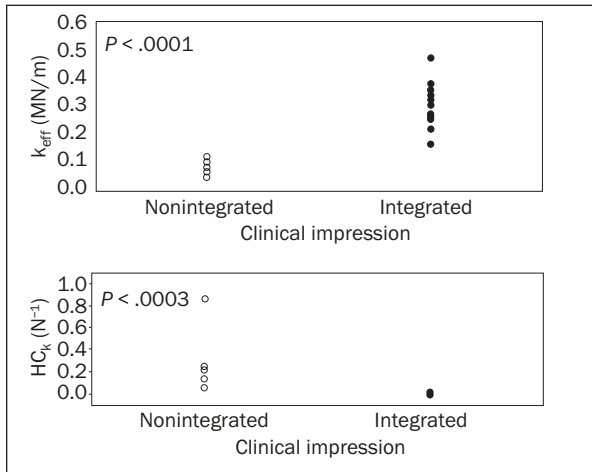 0.6
0.5
0.4
0.3
0.2
0.1
0.0
P < .0001
k_eff (MN/m)
Nonintegrated Integrated
Clinical impression
1.0
0.8
0.6
0.4
0.2
0.0
P < .0003
HC_k (N⁻¹)
Nonintegrated Integrated
Clinical impression